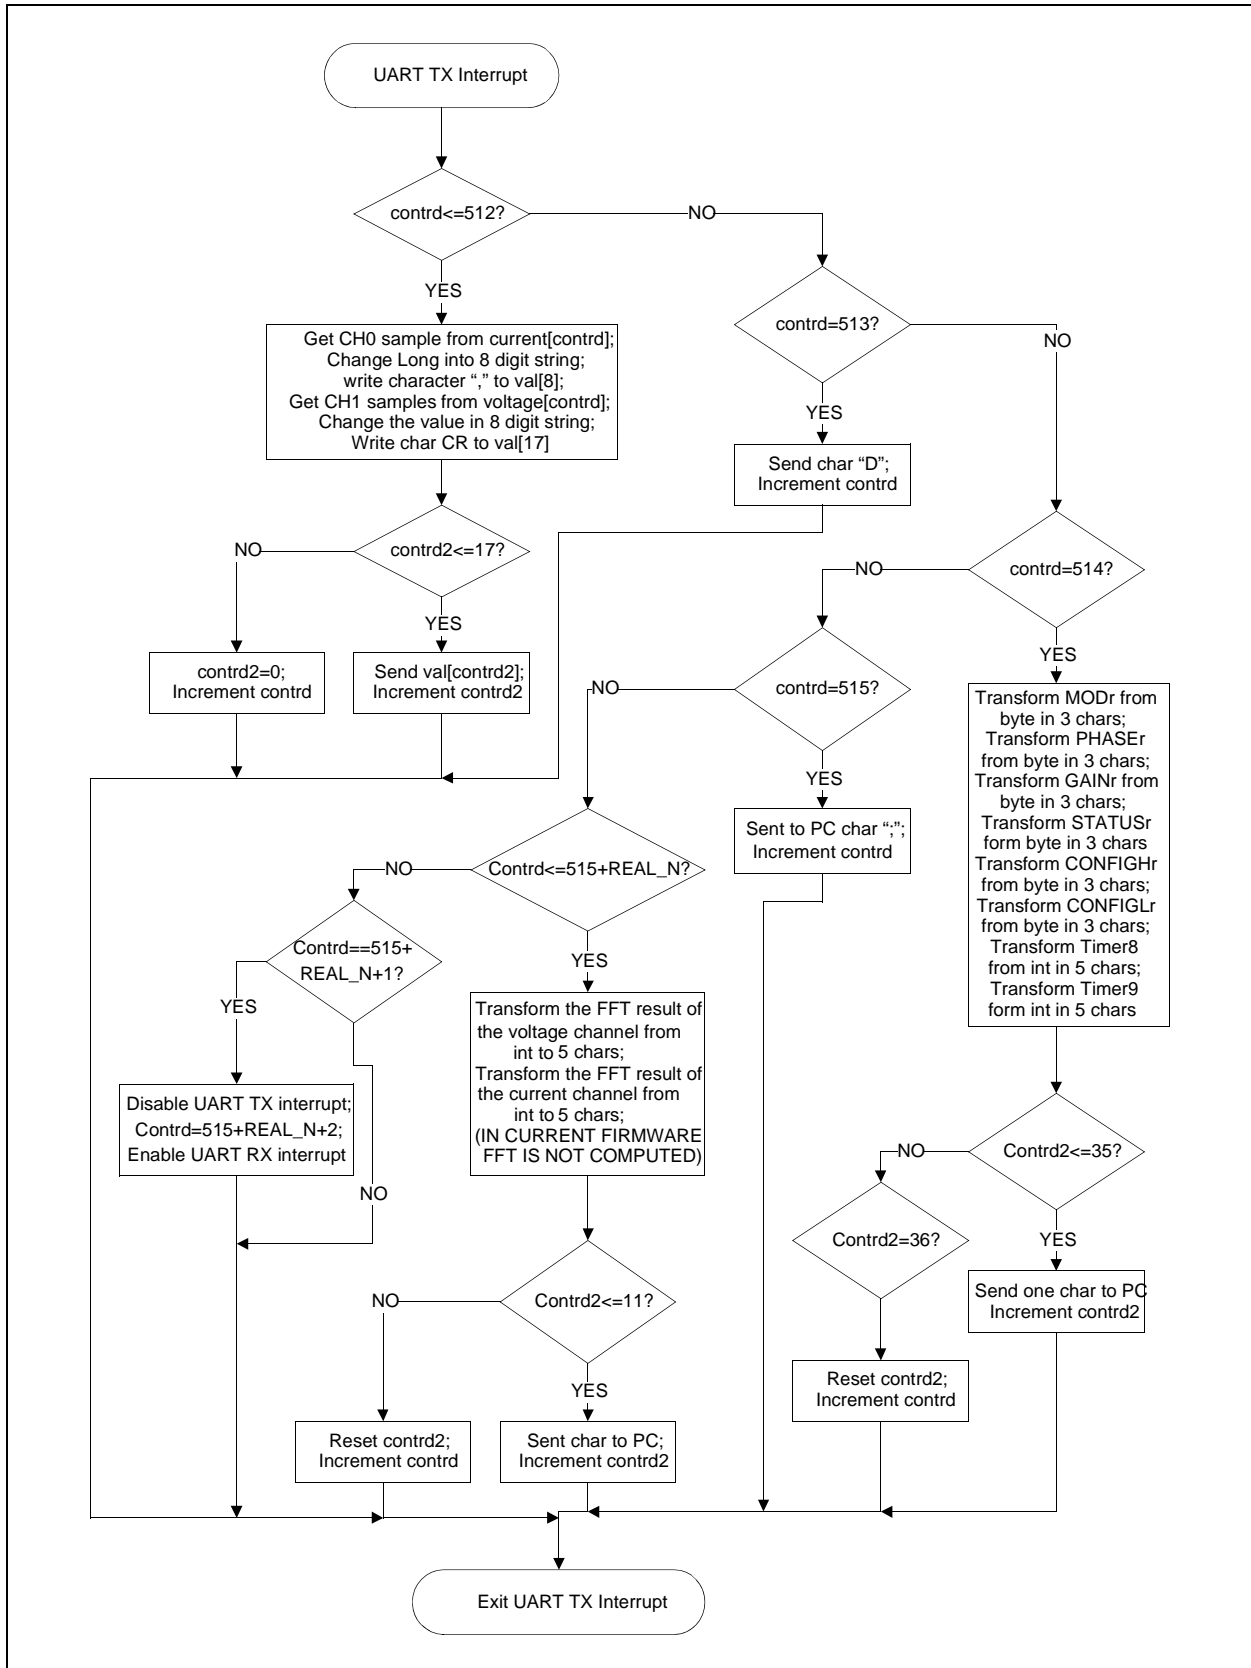 UART TX Interrupt
contrd<=512?
NO
YES
contrd=513?
NO
Get CH0 sample from current[contrd];
Change Long into 8 digit string;
write character “,” to val[8];
Get CH1 samples from voltage[contrd];
Change the value in 8 digit string;
Write char CR to val[17]
YES
Send char “D”;
Increment contrd
contrd2<=17?
NO
YES
contrd=514?
NO
YES
contrd2=0;
Increment contrd
Send val[contrd2];
Increment contrd2
contrd=515?
NO
YES
Transform MODr from
byte in 3 chars;
Transform PHASEr
from byte in 3 chars;
Transform GAINr from
byte in 3 chars;
Transform STATUSr
form byte in 3 chars
Transform CONFIGHr
from byte in 3 chars;
Transform CONFIGLr
from byte in 3 chars;
Transform Timer8
from int in 5 chars;
Transform Timer9
form int in 5 chars
Sent to PC char “;”;
Increment contrd
Contrd<=515+REAL_N?
NO
YES
Contrd==515+
REAL_N+1?
YES
NO
Transform the FFT result of
the voltage channel from
int to 5 chars;
Transform the FFT result of
the current channel from
int to 5 chars;
(IN CURRENT FIRMWARE
FFT IS NOT COMPUTED)
Disable UART TX interrupt;
Contrd=515+REAL_N+2;
Enable UART RX interrupt
Contrd2<=35?
NO
YES
Contrd2=36?
Send one char to PC
Increment contrd2
Contrd2<=11?
NO
YES
Reset contrd2;
Increment contrd
Reset contrd2;
Increment contrd
Sent char to PC;
Increment contrd2
Exit UART TX Interrupt